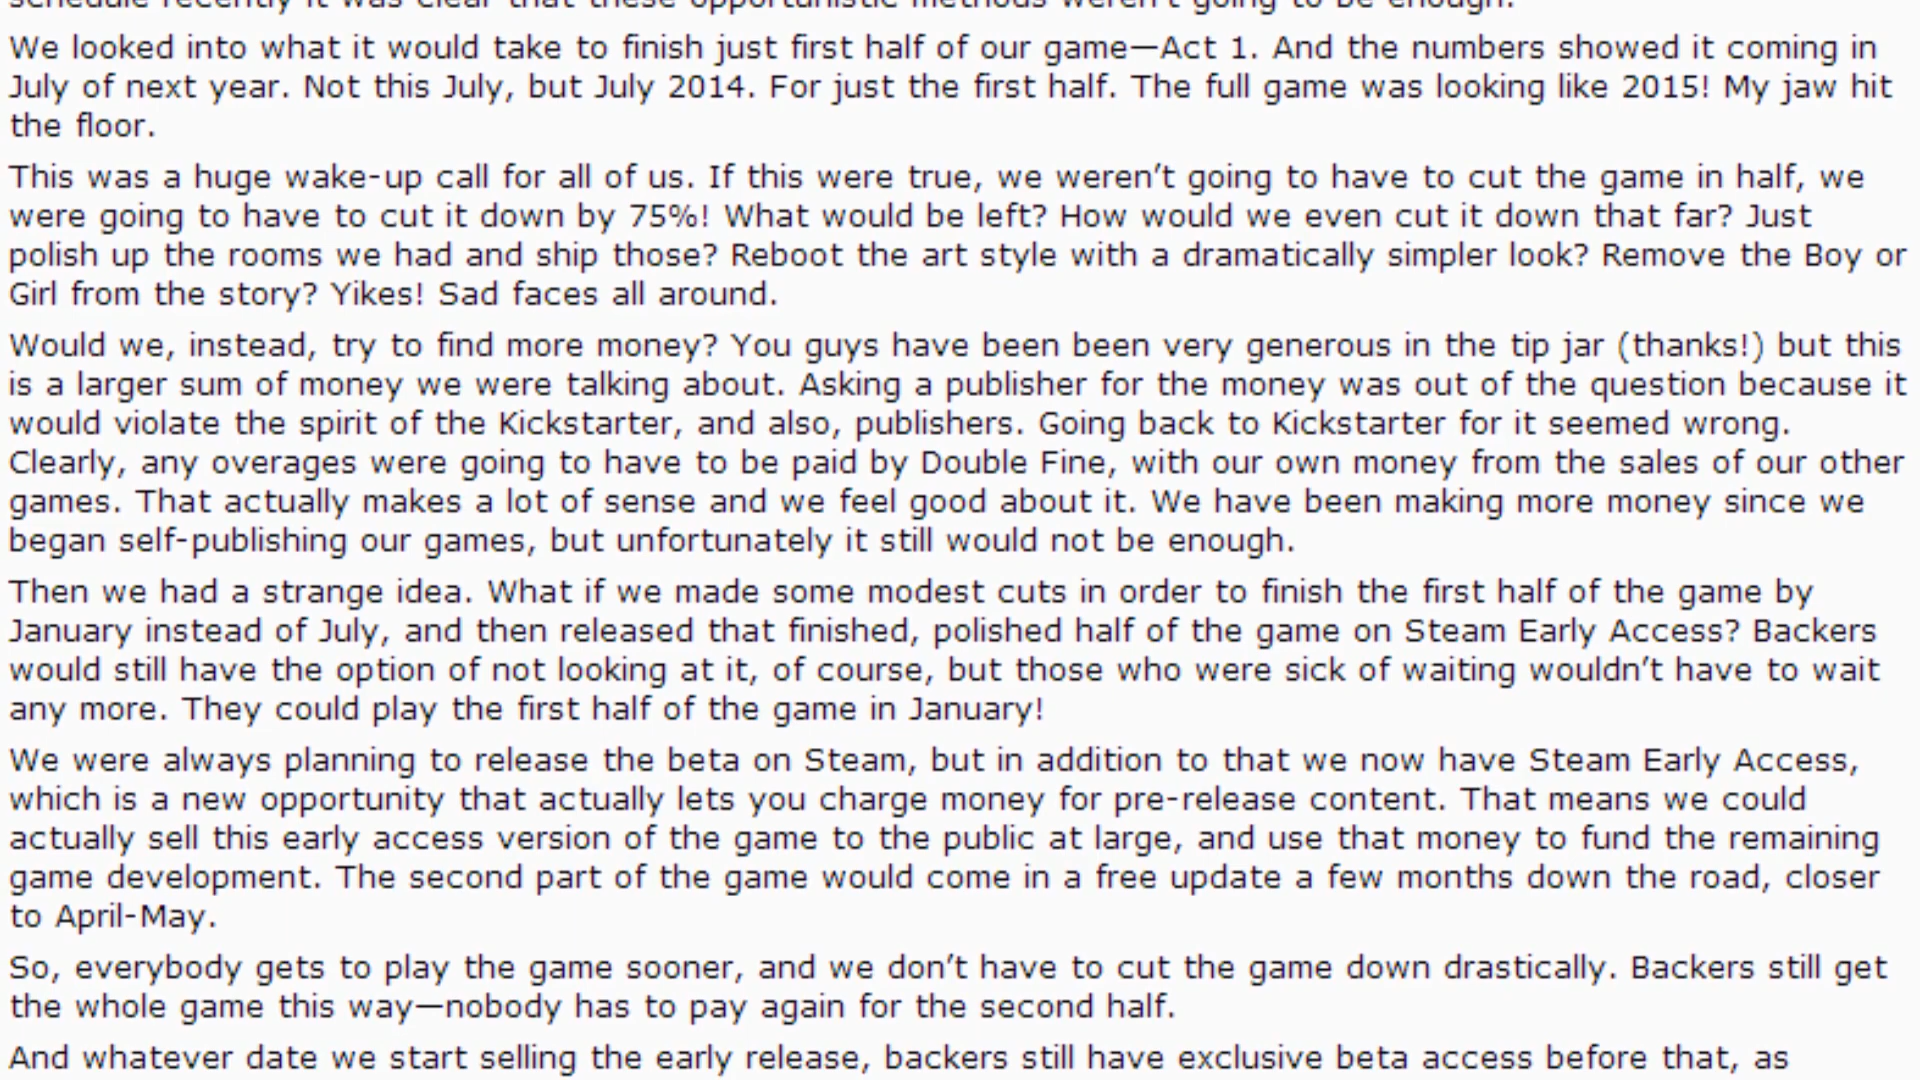 schedule recently it was clear that these opportunistic methods weren't going to be enough.
We looked into what it would take to finish just first half of our game—Act 1. And the numbers showed it coming in
July of next year. Not this July, but July 2014. For just the first half. The full game was looking like 2015! My jaw hit
the floor.
This was a huge wake-up call for all of us. If this were true, we weren’t going to have to cut the game in half, we
were going to have to cut it down by 75%! What would be left? How would we even cut it down that far? Just
polish up the rooms we had and ship those? Reboot the art style with a dramatically simpler look? Remove the Boy or
Girl from the story? Yikes! Sad faces all around.
Would we, instead, try to find more money? You guys have been been very generous in the tip jar (thanks!) but this
is a larger sum of money we were talking about. Asking a publisher for the money was out of the question because it
would violate the spirit of the Kickstarter, and also, publishers. Going back to Kickstarter for it seemed wrong.
Clearly, any overages were going to have to be paid by Double Fine, with our own money from the sales of our other
games. That actually makes a lot of sense and we feel good about it. We have been making more money since we
began self-publishing our games, but unfortunately it still would not be enough.
Then we had a strange idea. What if we made some modest cuts in order to finish the first half of the game by
January instead of July, and then released that finished, polished half of the game on Steam Early Access? Backers
would still have the option of not looking at it, of course, but those who were sick of waiting wouldn’t have to wait
any more. They could play the first half of the game in January!
We were always planning to release the beta on Steam, but in addition to that we now have Steam Early Access,
which is a new opportunity that actually lets you charge money for pre-release content. That means we could
actually sell this early access version of the game to the public at large, and use that money to fund the remaining
game development. The second part of the game would come in a free update a few months down the road, closer
to April-May.
So, everybody gets to play the game sooner, and we don’t have to cut the game down drastically. Backers still get
the whole game this way—nobody has to pay again for the second half.
And whatever date we start selling the early release, backers still have exclusive beta access before that, as